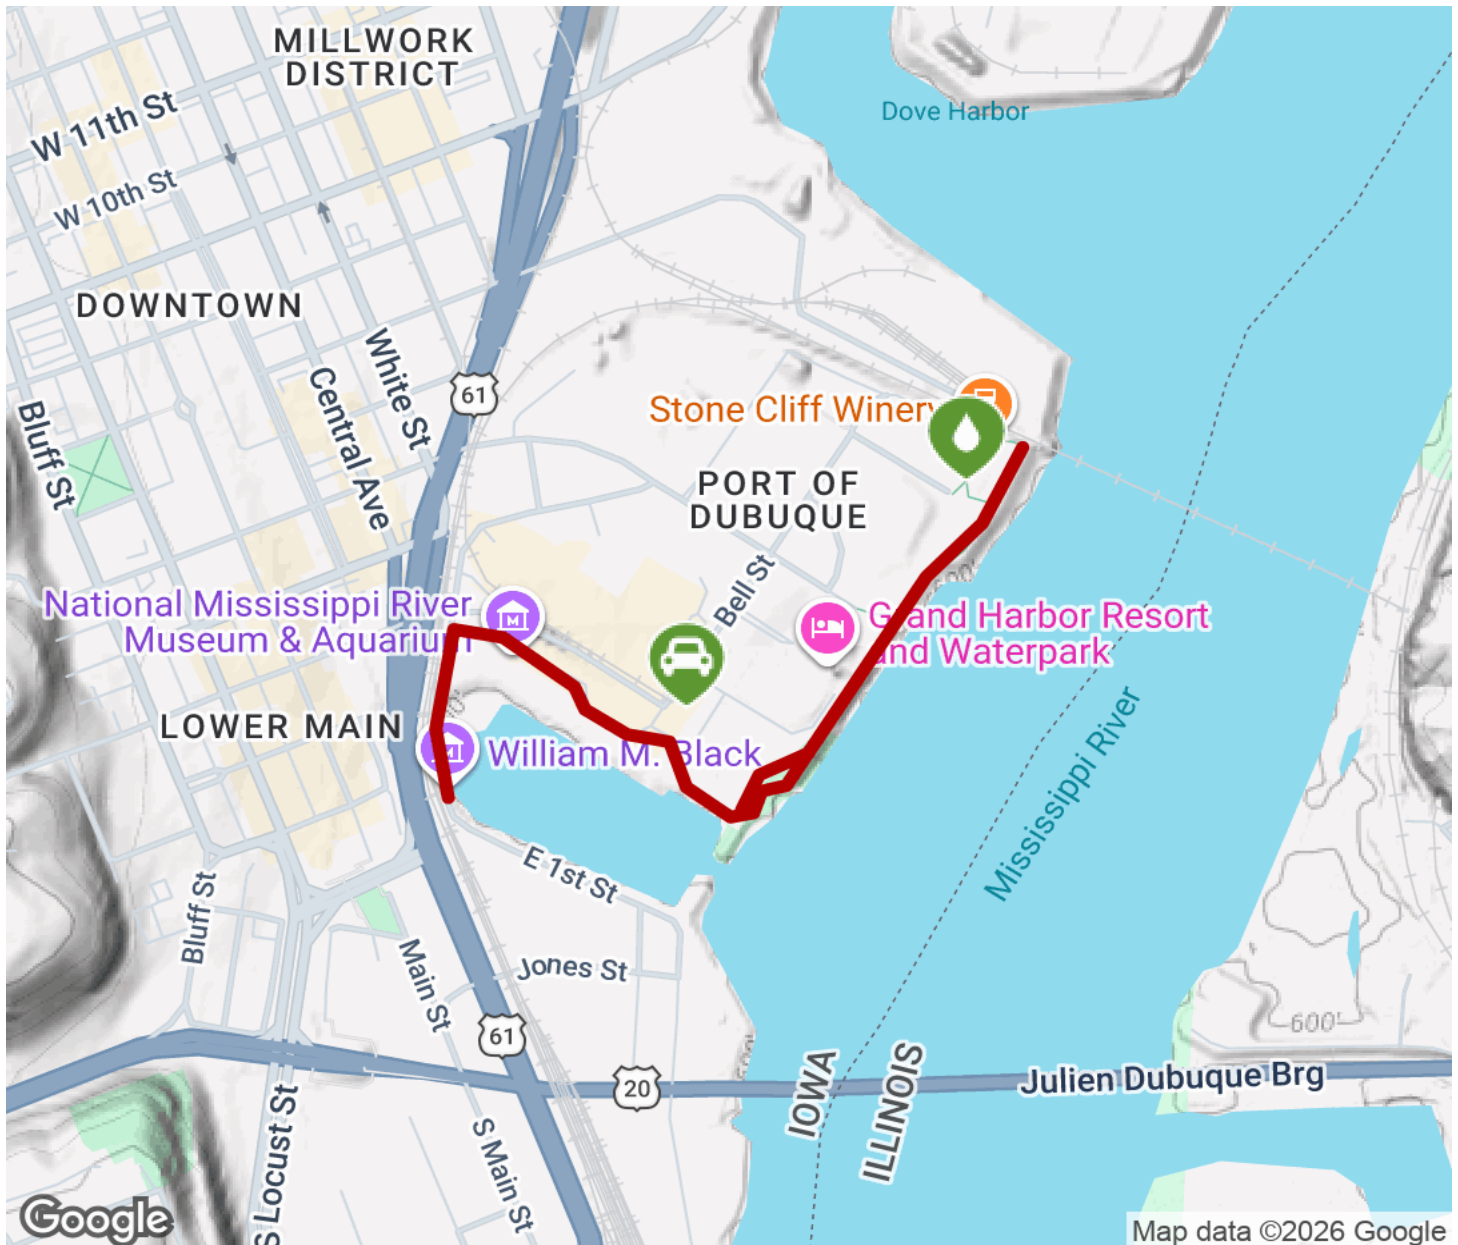 MILLWORK
DISTRICT
W 11th St
Dove Harbor
W 10th St
DOWNTOWN
White St
61
Central Ave
Bluff St
Stone Cliff Winery
PORT OF
DUBUQUE
Bell St
National Mississippi River
Museum & Aquarium
Grand Harbor Resort
and Waterpark
LOWER MAIN
William M. Black
Mississippi River
E 1st St
Bluff St
Main St
Jones St
600'
61
20
IOWA
ILLINOIS
Julien Dubuque Brg
S Locust St
S Main St
Google
Map data ©2026 Google